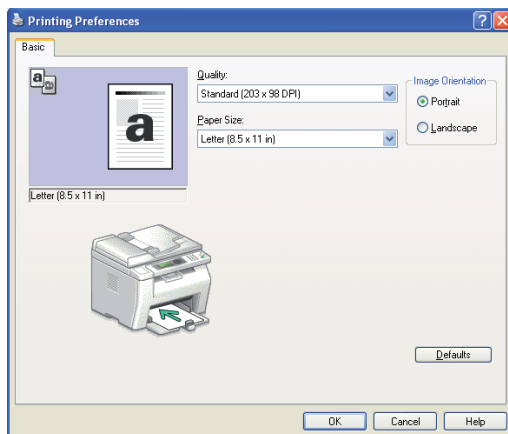 Printing Preferences
Basic
a
a
Letter (8.5 x 11 in)
Quality:
Standard (203 x 98 DPI)
Paper Size:
Letter (8.5 x 11 in)
Image Orientation
Portrait
Landscape
Defaults
OK
Cancel
Help